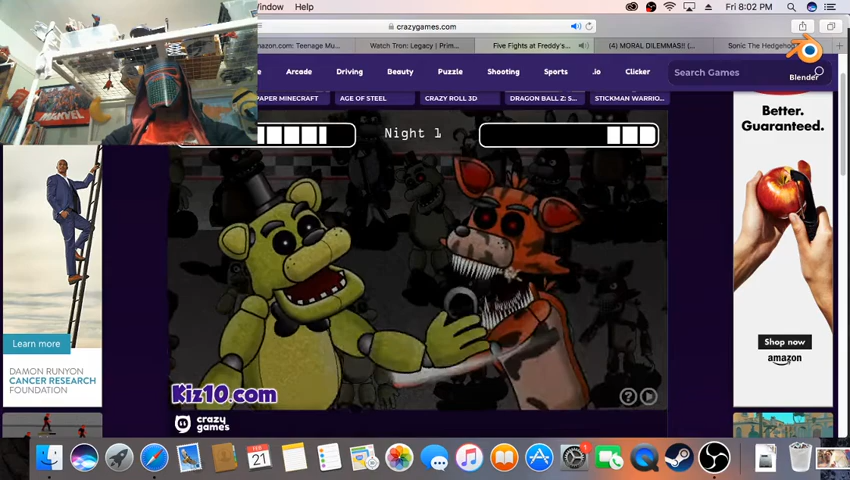 Window Help
Fri 8:02 PM
crazygames.com
amazon.com: Teenage Mu...
Watch Tron: Legacy | Prim...
Five Fights at Freddy's...
(4) MORAL DILEMMAS!! (...
Sonic The Hedgehog
Arcade
Driving
Beauty
Puzzle
Shooting
Sports
.io
Clicker
Search Games
Blender
PAPER MINECRAFT
AGE OF STEEL
CRAZY ROLL 3D
DRAGON BALL Z: S...
STICKMAN WARRIO...
MARVEL
Night 1
Better.
Guaranteed.
Learn more
DAMON RUNYON
CANCER RESEARCH
FOUNDATION
Shop now
amazon
Kiz10.com
crazy
games
FEB
21
1